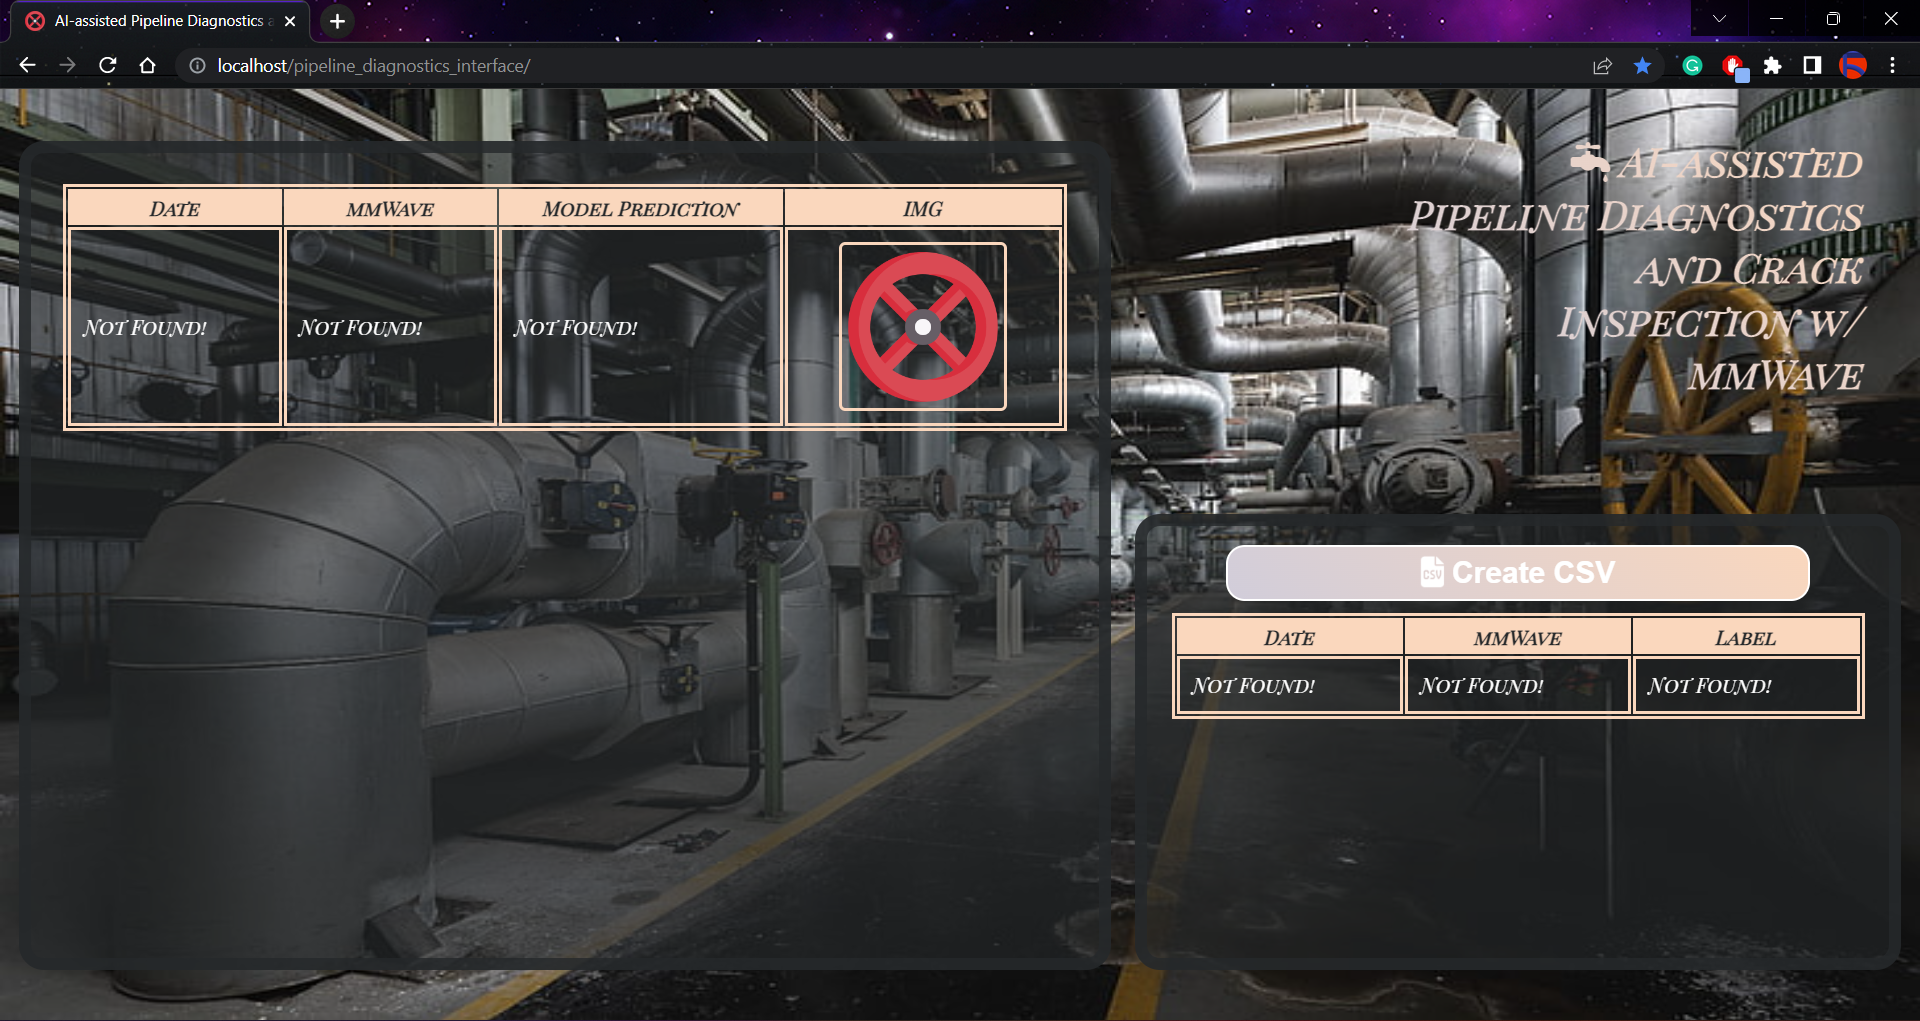 AI-assisted Pipeline Diagnostics a
localhost/pipeline_diagnostics_interface/
AI-assisted
Pipeline Diagnostics
and Crack
Inspection w/
mmWave
Date mmWave Model Prediction IMG
Not Found! Not Found! Not Found!
CSV Create CSV
Date mmWave Label
Not Found! Not Found! Not Found!